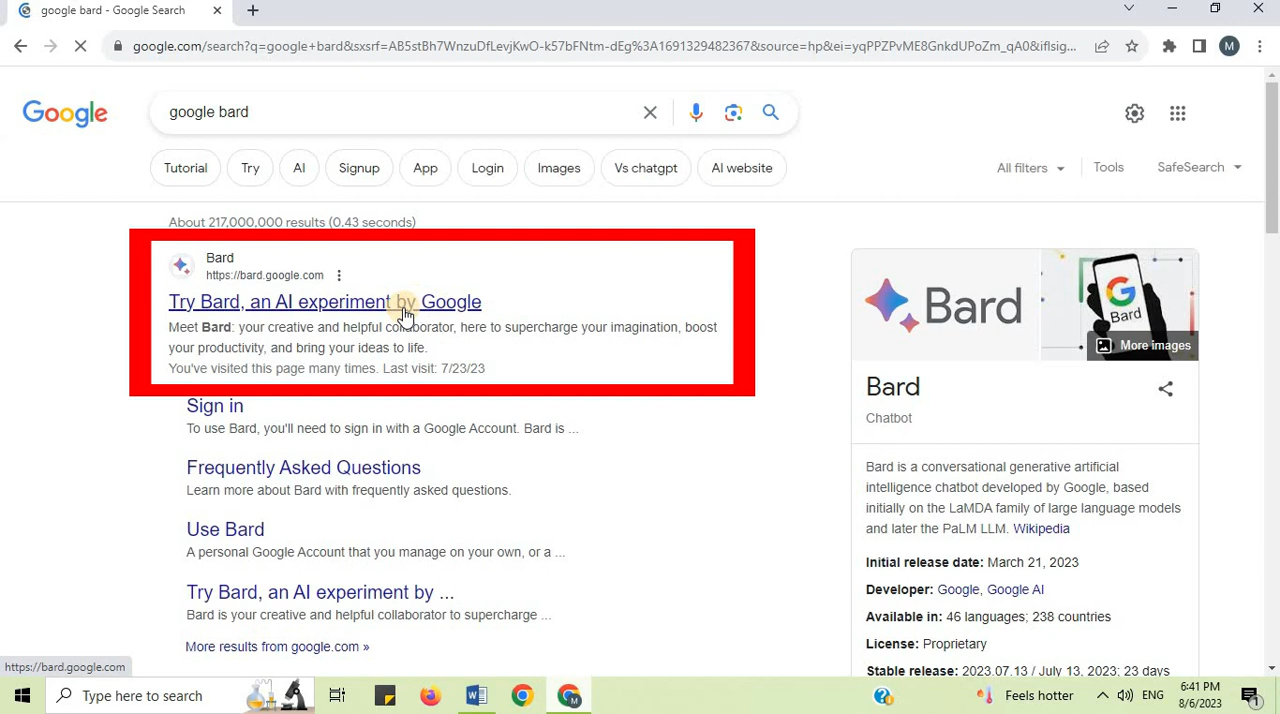 google bard - Google Search
google.com/search?q=google+bard&sxsrf=AB5stBh7WnzuDfLevjKwO-k57bFNtm-dEg%3A1691329482367&source=hp&ei=yqPPZPvME8GnkdUPoZm_qA0&iflsig...
M
Google
google bard
Tutorial
Try
AI
Signup
App
Login
Images
Vs chatgpt
AI website
All filters
Tools
SafeSearch
About 217,000,000 results (0.43 seconds)
Bard
https://bard.google.com
Try Bard, an AI experiment by Google
Meet Bard: your creative and helpful collaborator, here to supercharge your imagination, boost
your productivity, and bring your ideas to life.
You've visited this page many times. Last visit: 7/23/23
Sign in
To use Bard, you'll need to sign in with a Google Account. Bard is ...
Frequently Asked Questions
Learn more about Bard with frequently asked questions.
Use Bard
A personal Google Account that you manage on your own, or a ...
Try Bard, an AI experiment by ...
Bard is your creative and helpful collaborator to supercharge ...
More results from google.com »
Bard
G
Bard
More images
Bard
Chatbot
Bard is a conversational generative artificial
intelligence chatbot developed by Google, based
initially on the LaMDA family of large language models
and later the PaLM LLM. Wikipedia
Initial release date: March 21, 2023
Developer: Google, Google AI
Available in: 46 languages; 238 countries
License: Proprietary
Stable release: 2023.07.13 / July 13, 2023; 23 days
https://bard.google.com
Type here to search
Feels hotter
ENG
6:41 PM
8/6/2023
1